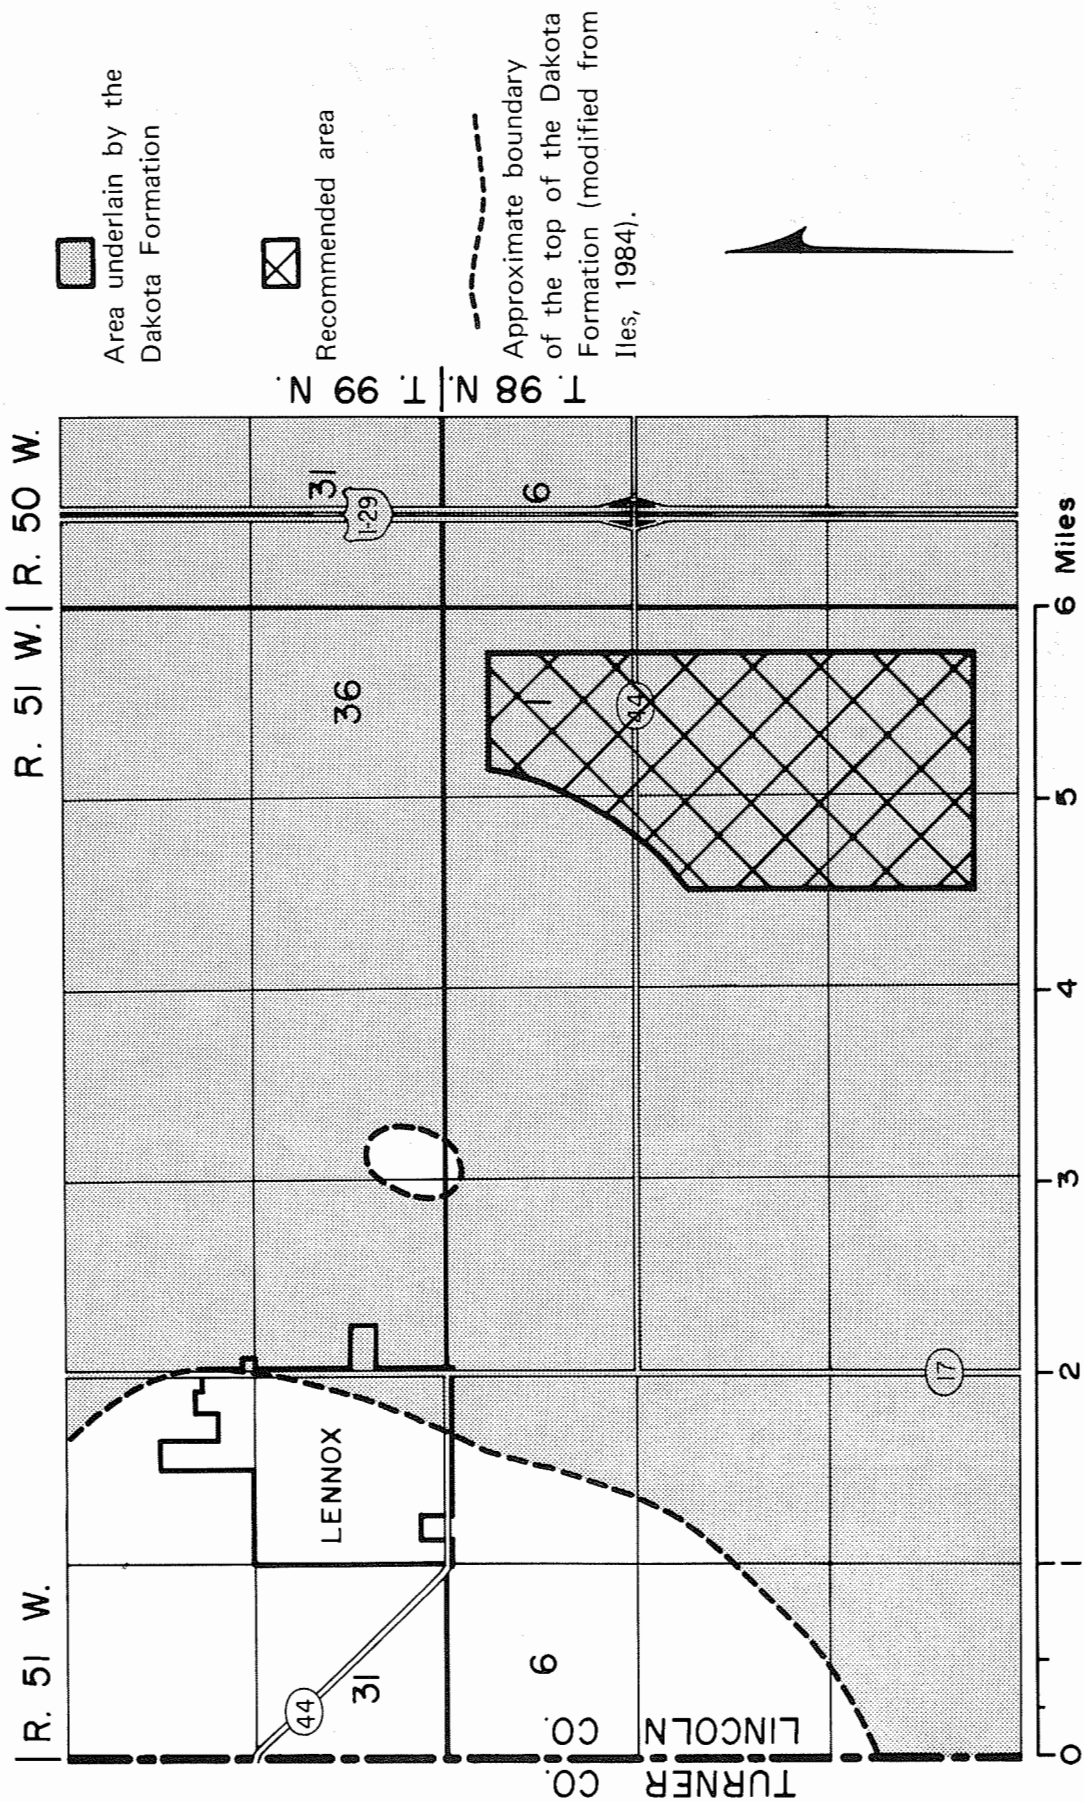 R. 51 W.
R. 51 W. R. 50 W.
TURNER CO.
LINCOLN CO.
44
31
LENNOX
36
31
I-29
T. 99 N.
T. 98 N.
6
1
6
44
17
0 1 2 3 4 5 6 Miles
Area underlain by the
Dakota Formation
Recommended area
Approximate boundary
of the top of the Dakota
Formation (modified from
Iles, 1984).